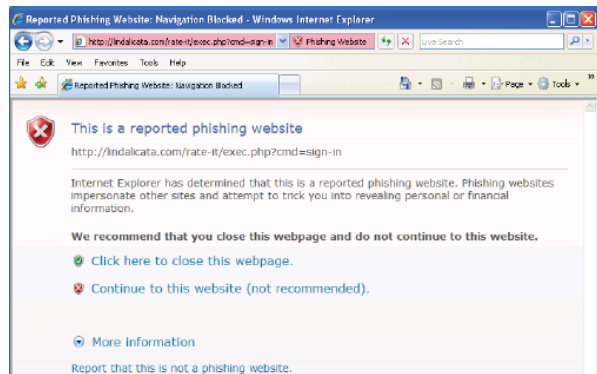 Reported Phishing Website: Navigation Blocked - Windows Internet Explorer
http://lindalicata.com/rate-it/exec.php?cmd=sign-in Phishing Website Live Search
File Edit View Favorites Tools Help
Reported Phishing Website: Navigation Blocked Page Tools »
This is a reported phishing website
http://lindalicata.com/rate-it/exec.php?cmd=sign-in
Internet Explorer has determined that this is a reported phishing website. Phishing websites
impersonate other sites and attempt to trick you into revealing personal or financial
information.
We recommend that you close this webpage and do not continue to this website.
Click here to close this webpage.
Continue to this website (not recommended).
More information
Report that this is not a phishing website.